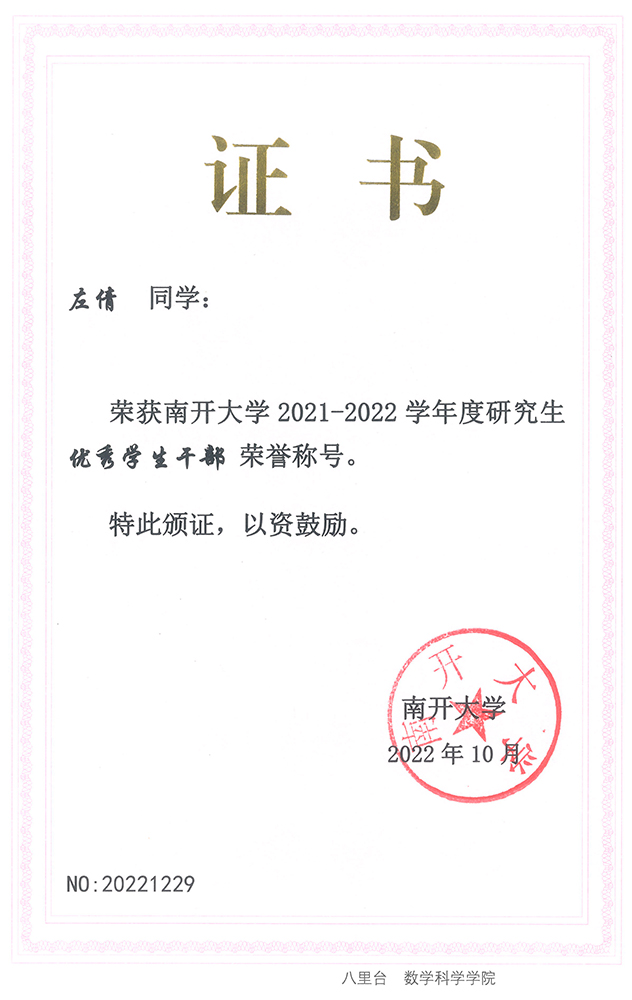 证书
左倩 同学：
荣获南开大学 2021-2022 学年度研究生
优秀学生干部 荣誉称号。
特此颁证，以资鼓励。
南开大学
南开大学
2022 年 10 月
NO:20221229
八里台 数学科学学院